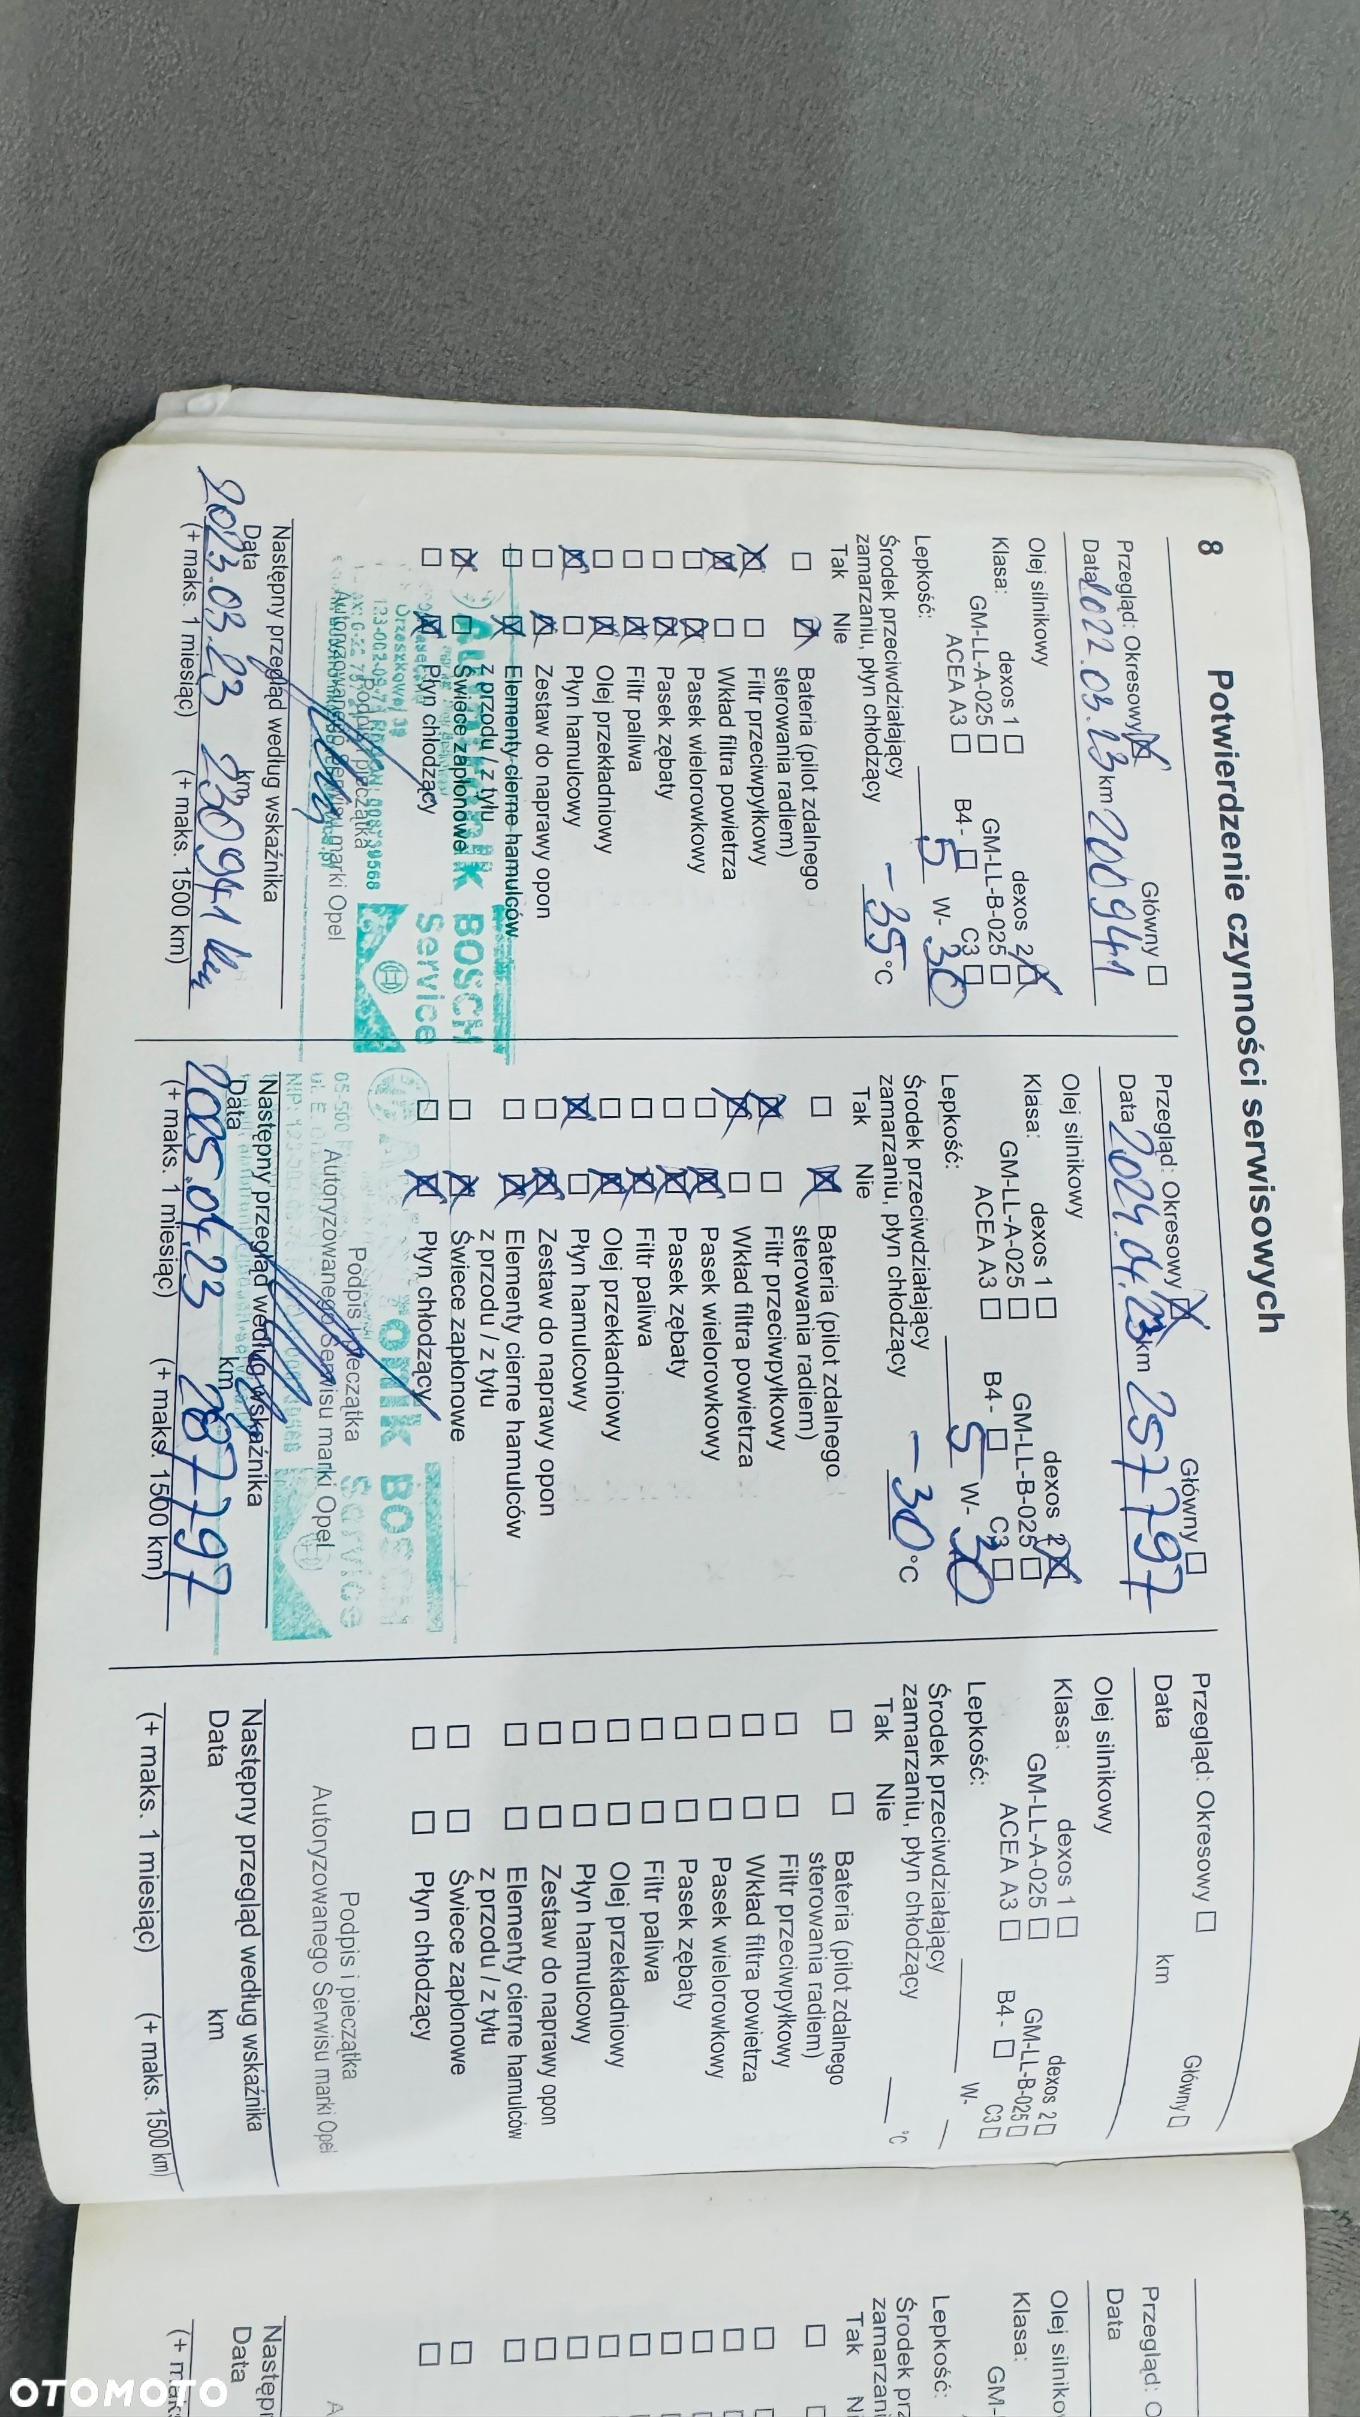 8 Potwierdzenie czynności serwisowych
Przegląd: Okresowy Główny
Data 2022.03.23 km 200941
Olej silnikowy
Klasa: dexos 1 dexos 2
GM-LL-A-025 GM-LL-B-025
ACEA A3 B4- C3
Lepkość: 5 W- 30
Środek przeciwdziałający
zamarzaniu, płyn chłodzący -35 °C
Tak Nie
Bateria (pilot zdalnego
sterowania radiem)
Filtr przeciwpyłkowy
Wkład filtra powietrza
Pasek wielorowkowy
Pasek zębaty
Filtr paliwa
Olej przekładniowy
Płyn hamulcowy
Zestaw do naprawy opon
Elementy cierne hamulców
z przodu / z tyłu
Świece zapłonowe
Płyn chłodzący
BOSCH
Service
Podpis i pieczątka
Autoryzowanego Serwisu marki Opel
Następny przegląd według wskaźnika
Data km
2023.03.23 230941 km
(+ maks. 1 miesiąc) (+ maks. 1500 km)
Przegląd: Okresowy Główny
Data 2024.04.23 km 257797
Olej silnikowy
Klasa: dexos 1 dexos 2
GM-LL-A-025 GM-LL-B-025
ACEA A3 B4- C3
Lepkość: 5 W- 30
Środek przeciwdziałający
zamarzaniu, płyn chłodzący -30 °C
Tak Nie
Bateria (pilot zdalnego
sterowania radiem)
Filtr przeciwpyłkowy
Wkład filtra powietrza
Pasek wielorowkowy
Pasek zębaty
Filtr paliwa
Olej przekładniowy
Płyn hamulcowy
Zestaw do naprawy opon
Elementy cierne hamulców
z przodu / z tyłu
Świece zapłonowe
Płyn chłodzący
BOSCH
Service
Podpis i pieczątka
Autoryzowanego Serwisu marki Opel
Następny przegląd według wskaźnika
Data km
2005.04.23 287797
(+ maks. 1 miesiąc) (+ maks. 1500 km)
Przegląd: Okresowy Główny
Data km
Olej silnikowy
Klasa: dexos 1 dexos 2
GM-LL-A-025 GM-LL-B-025
ACEA A3 B4- C3
Lepkość: W-
Środek przeciwdziałający
zamarzaniu, płyn chłodzący °C
Tak Nie
Bateria (pilot zdalnego
sterowania radiem)
Filtr przeciwpyłkowy
Wkład filtra powietrza
Pasek wielorowkowy
Pasek zębaty
Filtr paliwa
Olej przekładniowy
Płyn hamulcowy
Zestaw do naprawy opon
Elementy cierne hamulców
z przodu / z tyłu
Świece zapłonowe
Płyn chłodzący
Podpis i pieczątka
Autoryzowanego Serwisu marki Opel
Następny przegląd według wskaźnika
Data km
(+ maks. 1 miesiąc) (+ maks. 1500 km)
Przegląd: O
Data
Olej silniko
Klasa:
GM-
Lepkość:
Środek prz
zamarzan
Tak N
Następ
Data
(+ maks
OTOMOTO